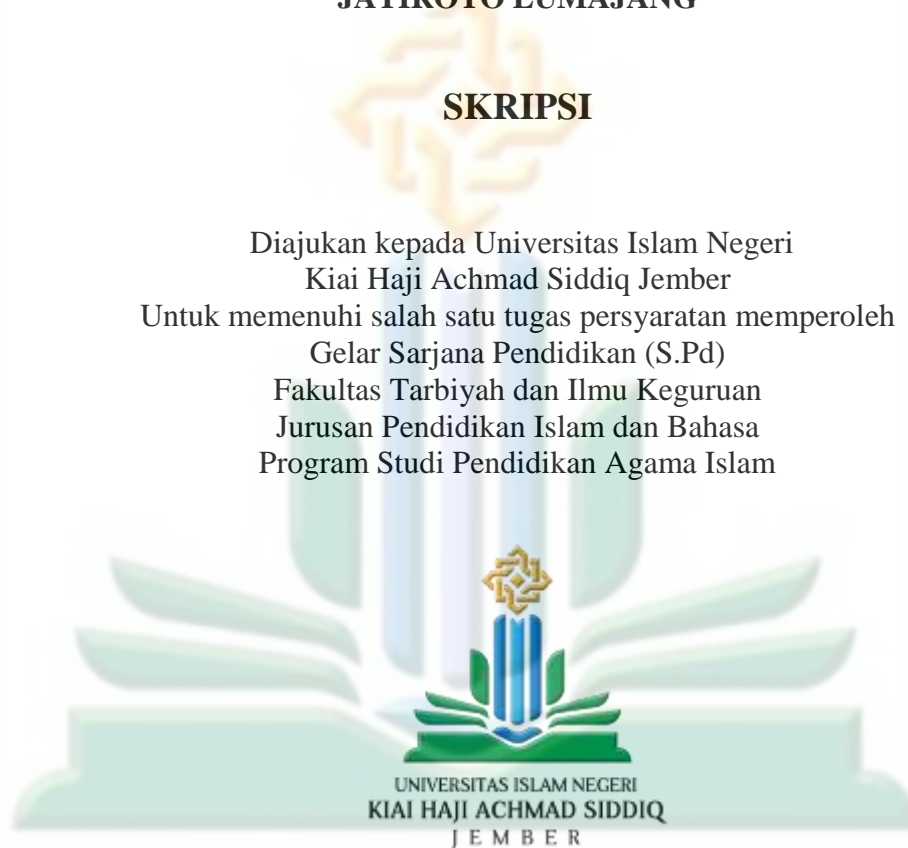 JATIROTO LUMAJANG
SKRIPSI
Diajukan kepada Universitas Islam Negeri
Kiai Haji Achmad Siddiq Jember
Untuk memenuhi salah satu tugas persyaratan memperoleh
Gelar Sarjana Pendidikan (S.Pd)
Fakultas Tarbiyah dan Ilmu Keguruan
Jurusan Pendidikan Islam dan Bahasa
Program Studi Pendidikan Agama Islam
UNIVERSITAS ISLAM NEGERI
KIAI HAJI ACHMAD SIDDIQ
JEMBER